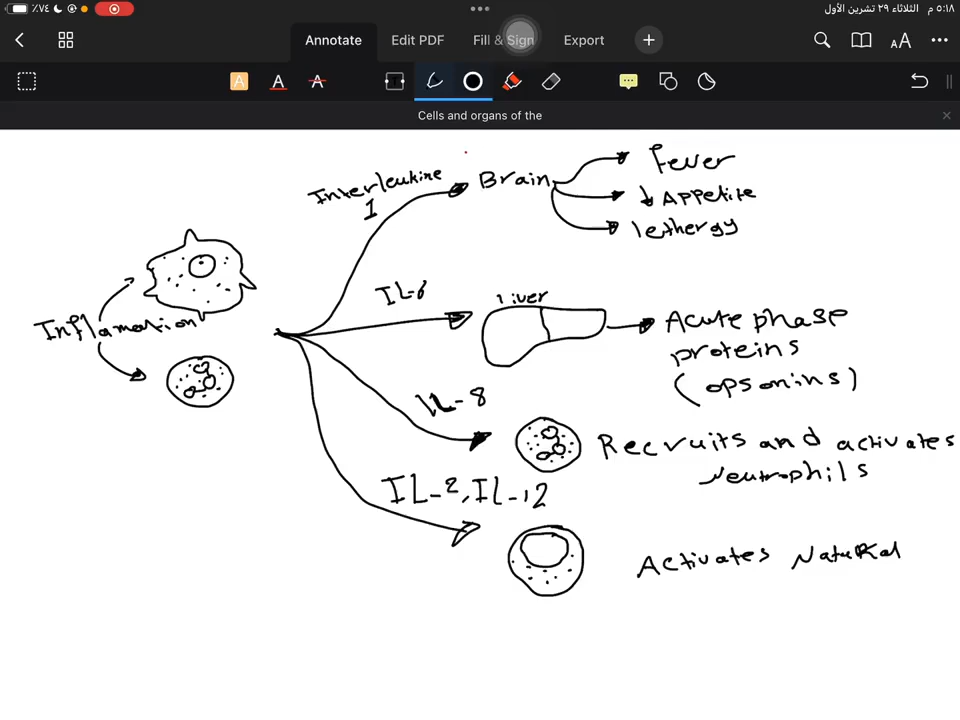 ٪٧٤
٥:١٨ م الثلاثاء ٢٩ تشرين الأول
Annotate
Edit PDF
Fill & Sign
Export
Cells and organs of the
Interleukine
1
Brain
Fever
↓ Appetite
lethergy
Inflamation
IL-6
Liver
Acute phase
proteins
(opsonins)
IL-8
Recruits and activates
Neutrophils
IL-2, IL-12
Activates Natural